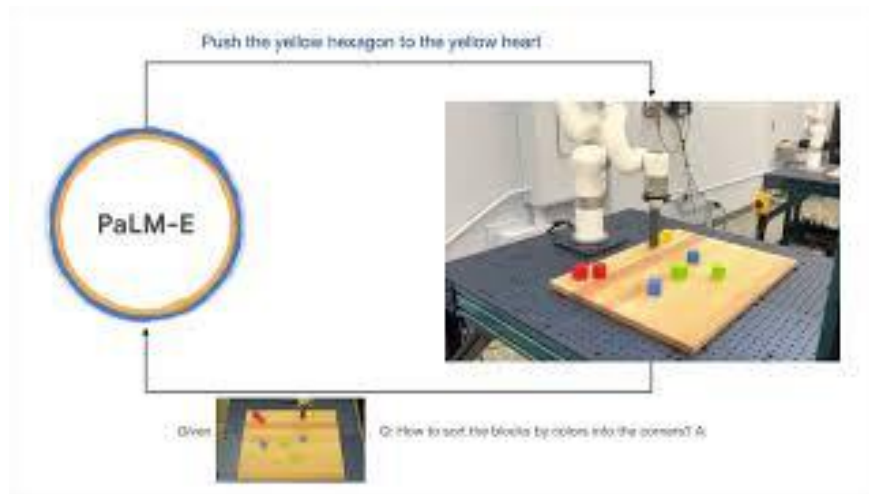 Push the yellow hexagon to the yellow heart
PaLM-E
Given Q: How to sort the blocks by colors into the corners? A: